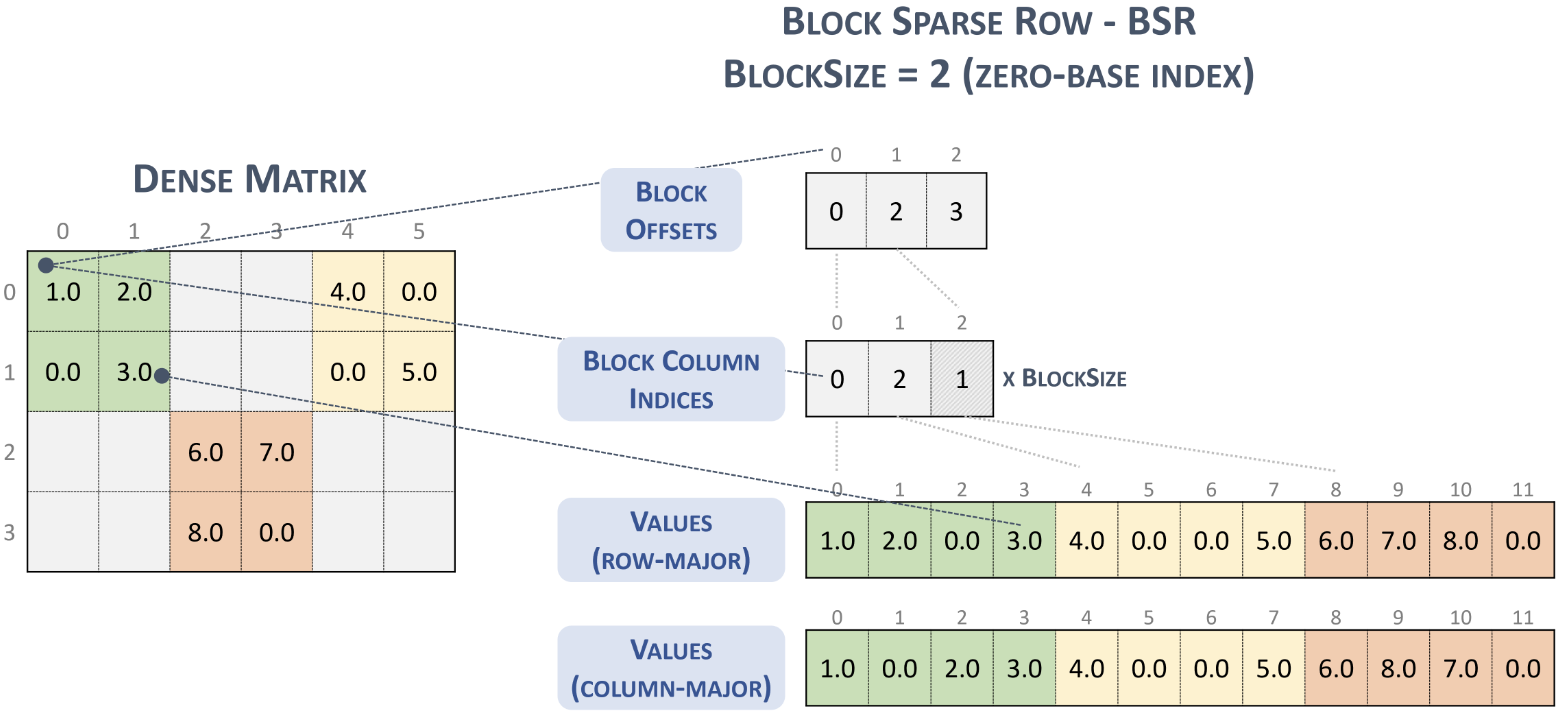 BLOCK SPARSE ROW - BSR
BLOCKSIZE = 2 (ZERO-BASE INDEX)
DENSE MATRIX
0 1 2 3 4 5
0 1.0 2.0 4.0 0.0
1 0.0 3.0 0.0 5.0
2 6.0 7.0
3 8.0 0.0
BLOCK
OFFSETS
0 1 2
0 2 3
BLOCK COLUMN
INDICES
0 1 2
0 2 1
X BLOCKSIZE
VALUES
(ROW-MAJOR)
0 1 2 3 4 5 6 7 8 9 10 11
1.0 2.0 0.0 3.0 4.0 0.0 0.0 5.0 6.0 7.0 8.0 0.0
VALUES
(COLUMN-MAJOR)
0 1 2 3 4 5 6 7 8 9 10 11
1.0 0.0 2.0 3.0 4.0 0.0 0.0 5.0 6.0 8.0 7.0 0.0